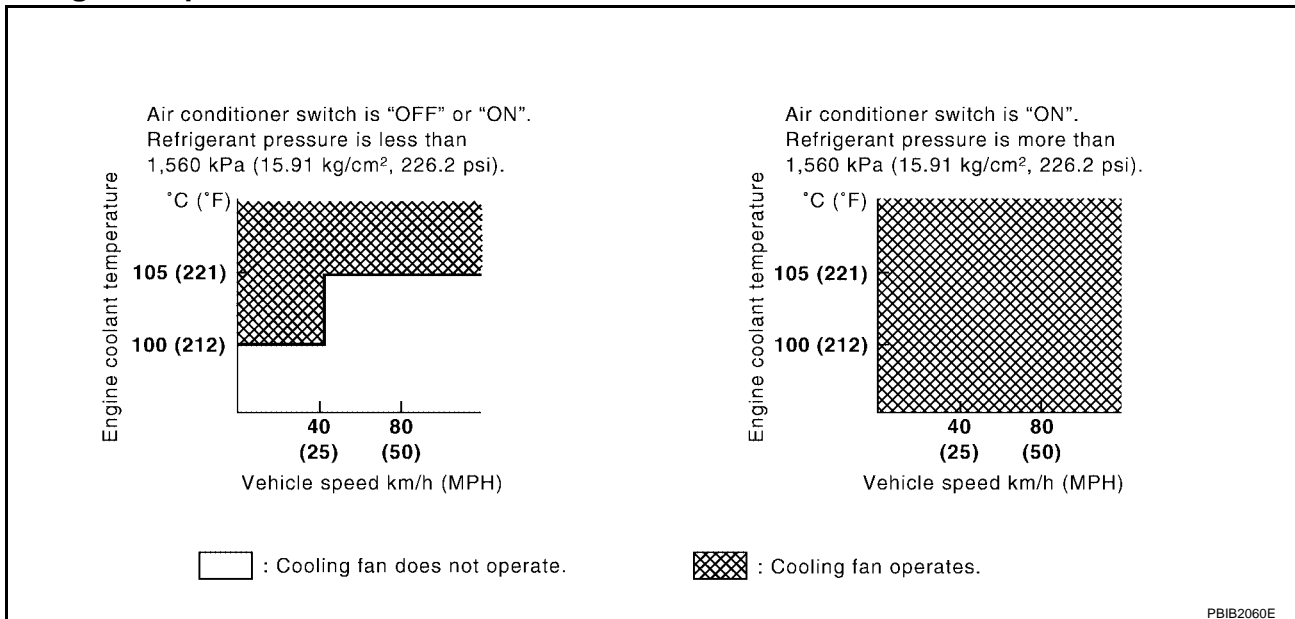 Air conditioner switch is “OFF” or “ON”.
Refrigerant pressure is less than
1,560 kPa (15.91 kg/cm², 226.2 psi).
Engine coolant temperature
°C (°F)
105 (221)
100 (212)
40
(25)
80
(50)
Vehicle speed km/h (MPH)
Air conditioner switch is “ON”.
Refrigerant pressure is more than
1,560 kPa (15.91 kg/cm², 226.2 psi).
Engine coolant temperature
°C (°F)
105 (221)
100 (212)
40
(25)
80
(50)
Vehicle speed km/h (MPH)
: Cooling fan does not operate.
: Cooling fan operates.
PBIB2060E